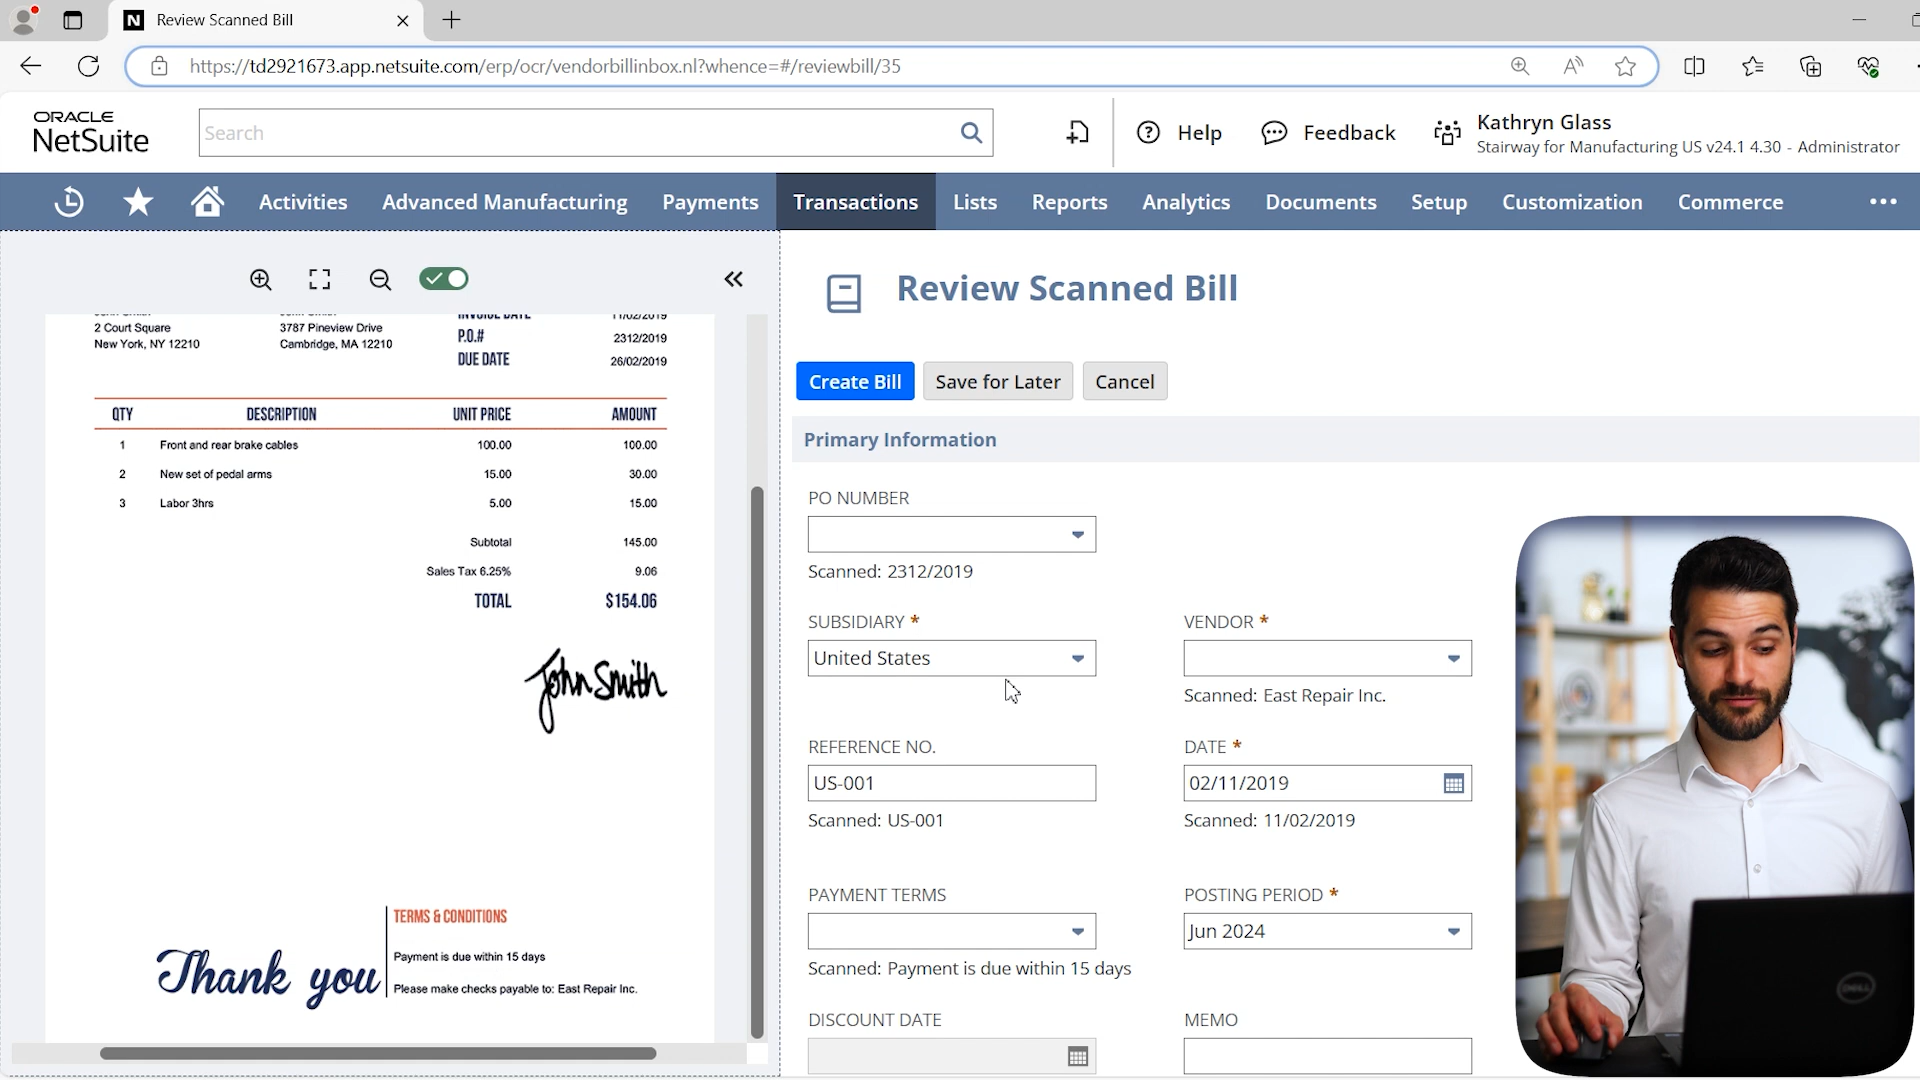 Review Scanned Bill
https://td2921673.app.netsuite.com/erp/ocr/vendorbillinbox.nl?whence=#/reviewbill/35
ORACLE
NetSuite
Search
Help
Feedback
Kathryn Glass
Stairway for Manufacturing US v24.1 4.30 - Administrator
Activities
Advanced Manufacturing
Payments
Transactions
Lists
Reports
Analytics
Documents
Setup
Customization
Commerce
INVOICE DATE 11/02/2019
2 Court Square
New York, NY 12210
3787 Pineview Drive
Cambridge, MA 12210
P.O.# 2312/2019
DUE DATE 26/02/2019
QTY DESCRIPTION UNIT PRICE AMOUNT
1 Front and rear brake cables 100.00 100.00
2 New set of pedal arms 15.00 30.00
3 Labor 3hrs 5.00 15.00
Subtotal 145.00
Sales Tax 6.25% 9.06
TOTAL $154.06
John Smith
Thank you
TERMS & CONDITIONS
Payment is due within 15 days
Please make checks payable to: East Repair Inc.
Review Scanned Bill
Create Bill
Save for Later
Cancel
Primary Information
PO NUMBER
Scanned: 2312/2019
SUBSIDIARY *
United States
VENDOR *
Scanned: East Repair Inc.
REFERENCE NO.
US-001
Scanned: US-001
DATE *
02/11/2019
Scanned: 11/02/2019
PAYMENT TERMS
Scanned: Payment is due within 15 days
POSTING PERIOD *
Jun 2024
DISCOUNT DATE
MEMO
DELL